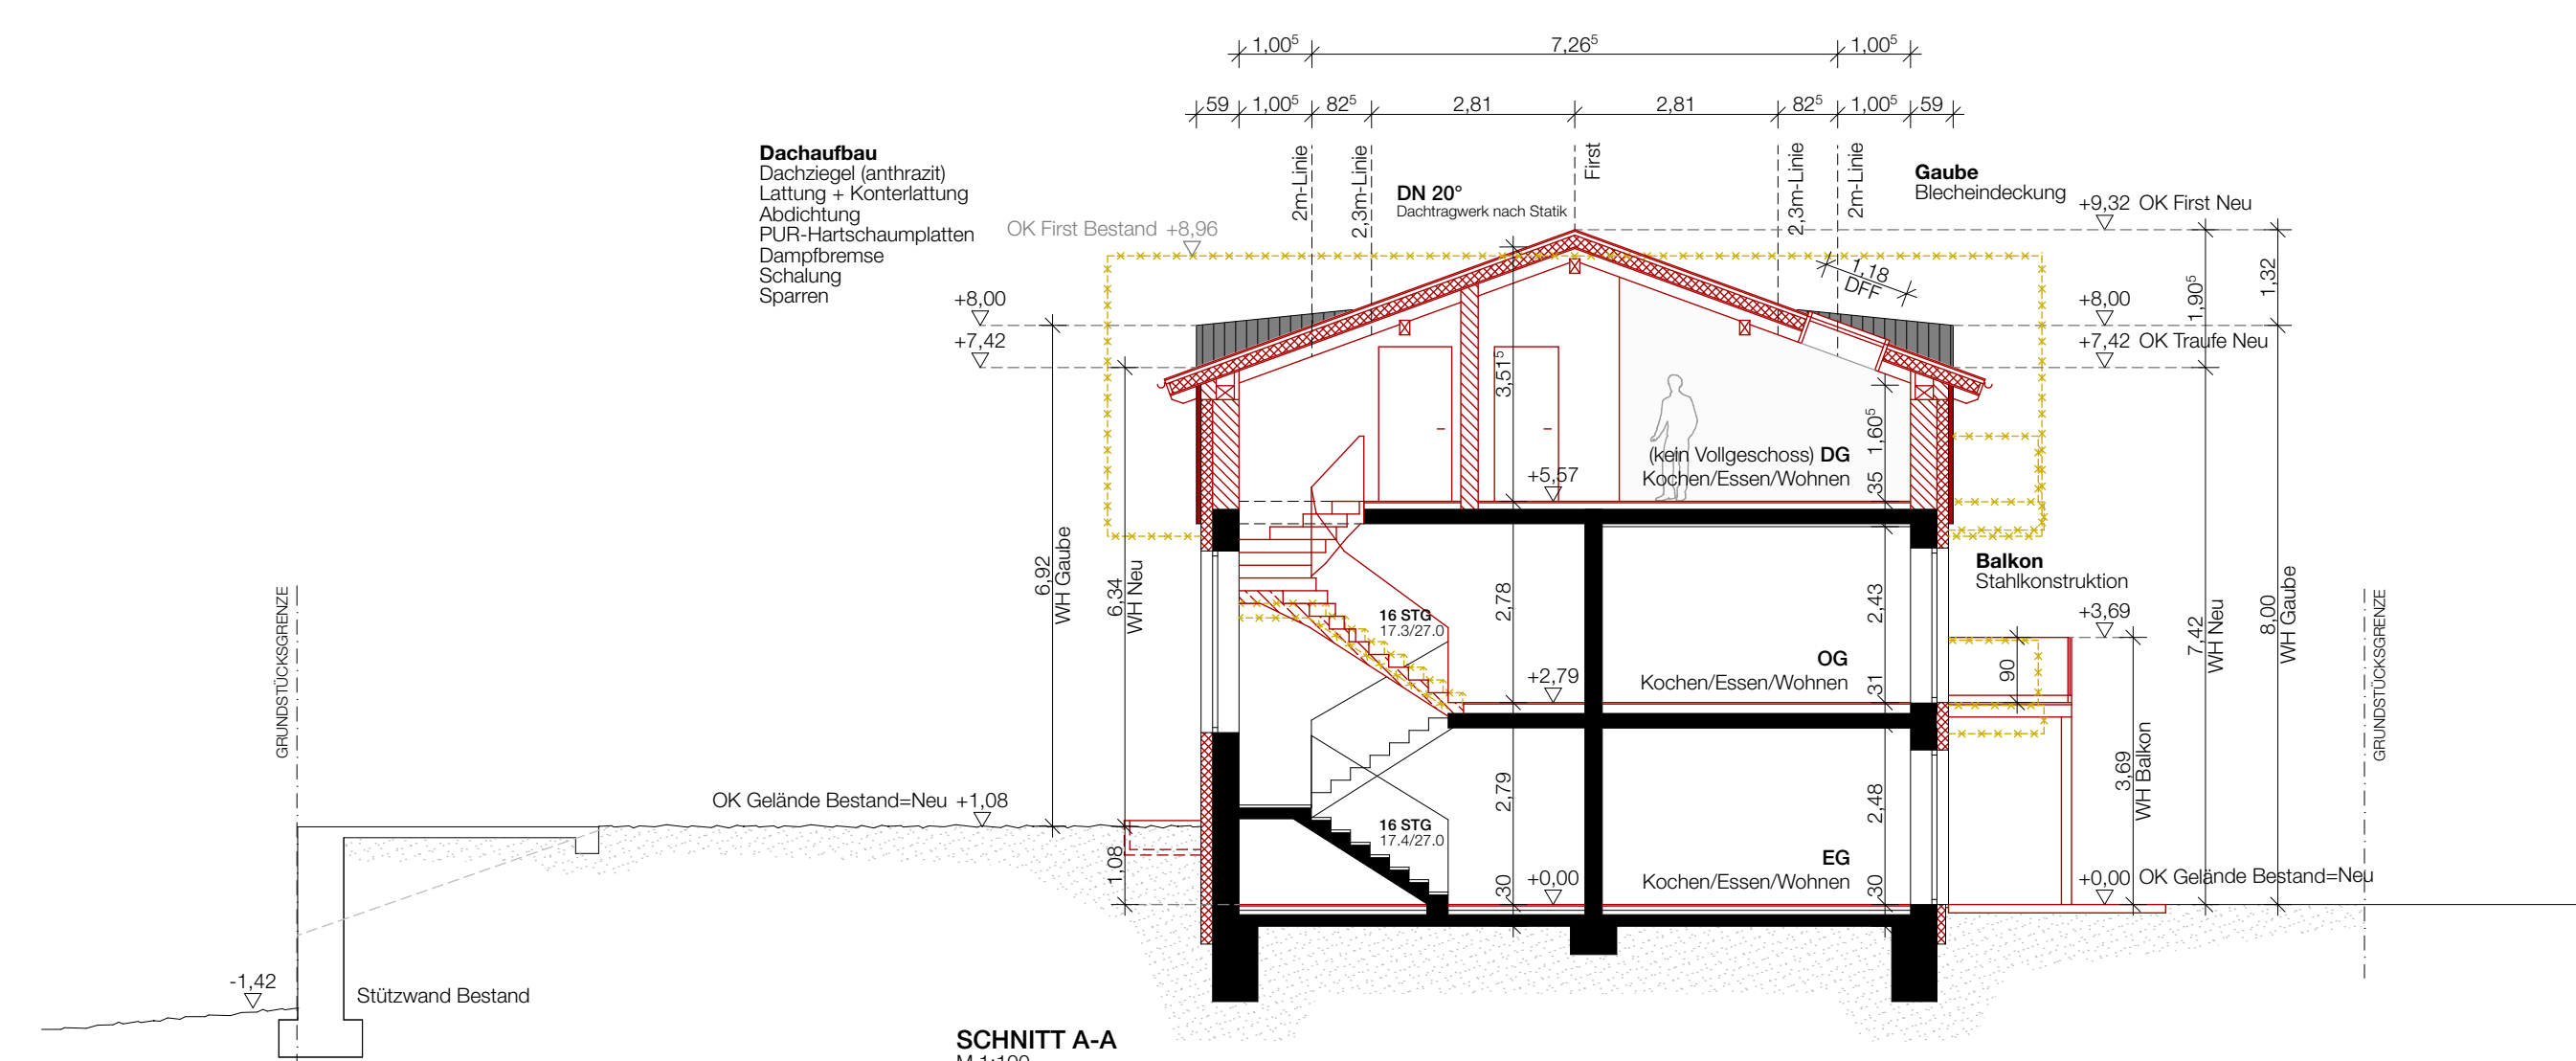 1,00⁵
7,26⁵
1,00⁵
59
1,00⁵
82⁵
2,81
2,81
82⁵
1,00⁵
59
Dachaufbau
Dachziegel (anthrazit)
Lattung + Konterlattung
Abdichtung
PUR-Hartschaumplatten
Dampfbremse
Schalung
Sparren
OK First Bestand +8,96
2m-Linie
2,3m-Linie
DN 20°
Dachtragwerk nach Statik
First
2,3m-Linie
2m-Linie
Gaube
Blecheindeckung
+9,32 OK First Neu
1,18
DFF
1,90⁵
1,32
+8,00
+7,42
+8,00
+7,42 OK Traufe Neu
3,51⁵
1,60⁵
+5,57
(kein Vollgeschoss) DG
Kochen/Essen/Wohnen
35
6,92
WH Gaube
6,34
WH Neu
16 STG
17.3/27.0
2,78
2,43
Balkon
Stahlkonstruktion
+3,69
7,42
WH Neu
8,00
WH Gaube
GRUNDSTÜCKSGRENZE
GRUNDSTÜCKSGRENZE
+2,79
OG
Kochen/Essen/Wohnen
31
90
3,69
WH Balkon
OK Gelände Bestand=Neu +1,08
1,08
2,79
2,48
16 STG
17.4/27.0
30
+0,00
EG
Kochen/Essen/Wohnen
30
+0,00 OK Gelände Bestand=Neu
-1,42
Stützwand Bestand
SCHNITT A-A
M 1:100